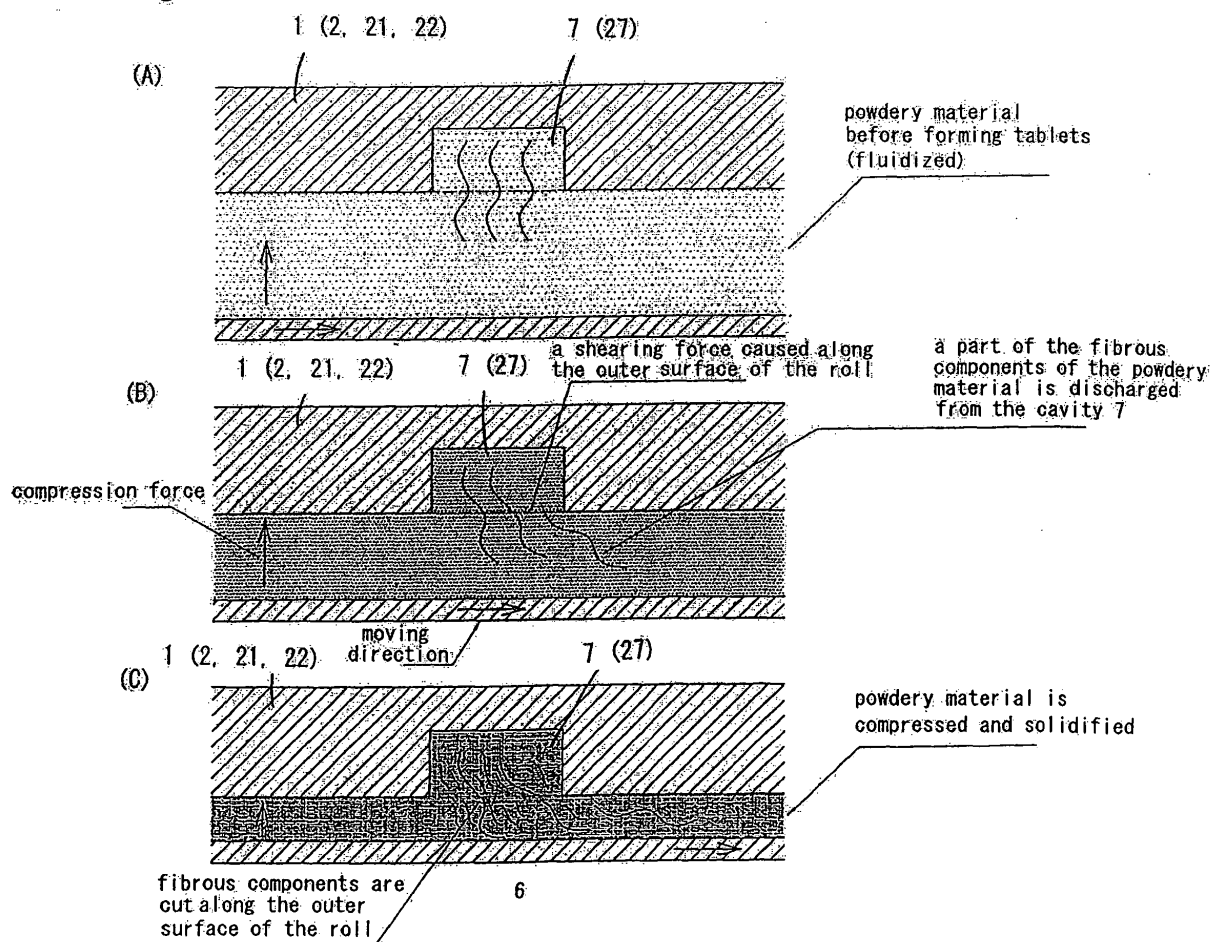 1 (2, 21, 22)
7 (27)
(A)
powdery material
before forming tablets
(fluidized)
1 (2, 21, 22)
7 (27)
a shearing force caused along
the outer surface of the roll
a part of the fibrous
components of the powdery
material is discharged
from the cavity 7
(B)
compression force
moving
direction
1 (2, 21, 22)
7 (27)
(C)
powdery material is
compressed and solidified
fibrous components are
cut along the outer
surface of the roll
6